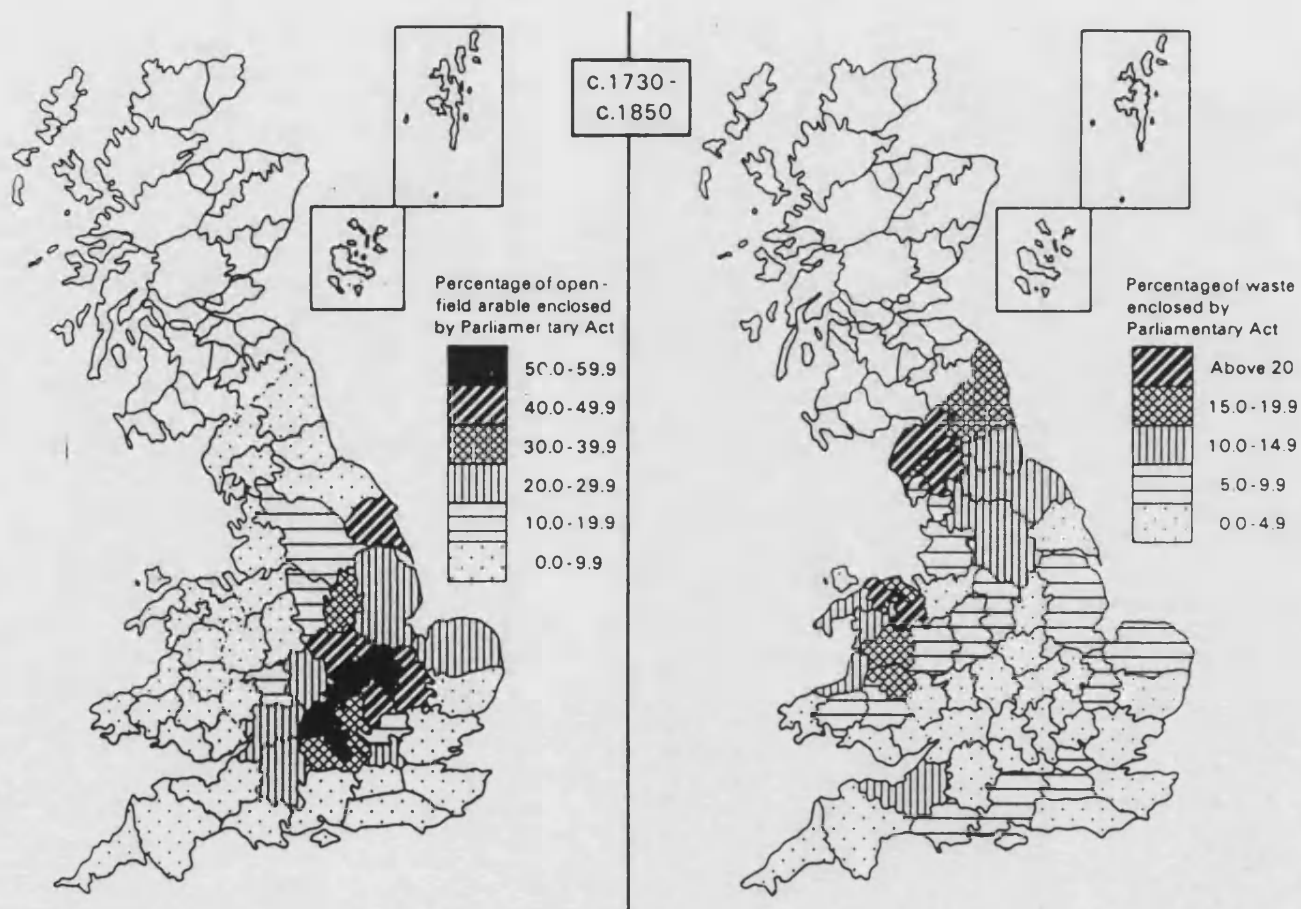 C.1730 -
C.1850
Percentage of open -
field arable enclosed
by Parliamer tary Act
50.0 - 59.9
40.0 - 49.9
30.0 - 39.9
20.0 - 29.9
10.0 - 19.9
0.0 - 9.9
Percentage of waste
enclosed by
Parliamentary Act
Above 20
15.0 - 19.9
10.0 - 14.9
5.0 - 9.9
0.0 - 4.9